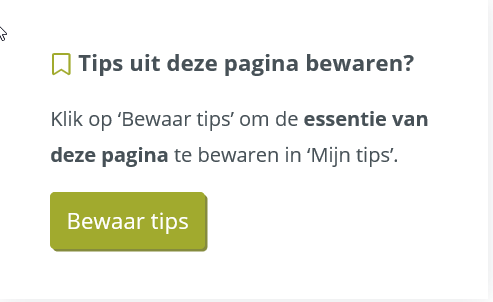 Tips uit deze pagina bewaren?
Klik op ‘Bewaar tips’ om de essentie van
deze pagina te bewaren in ‘Mijn tips’.
Bewaar tips